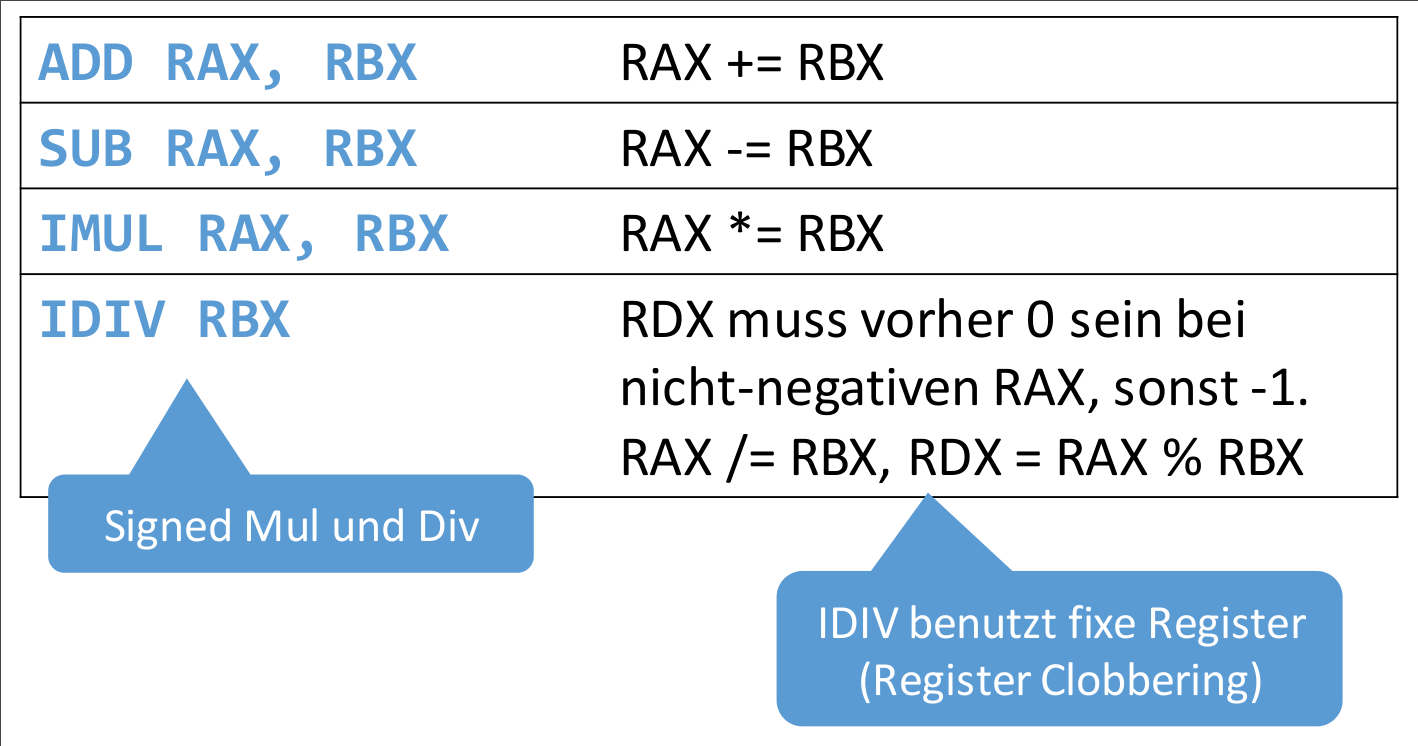 ADD RAX, RBX RAX += RBX
SUB RAX, RBX RAX -= RBX
IMUL RAX, RBX RAX *= RBX
IDIV RBX RDX muss vorher 0 sein bei
nicht-negativen RAX, sonst -1.
RAX /= RBX, RDX = RAX % RBX
Signed Mul und Div
IDIV benutzt fixe Register
(Register Clobbering)